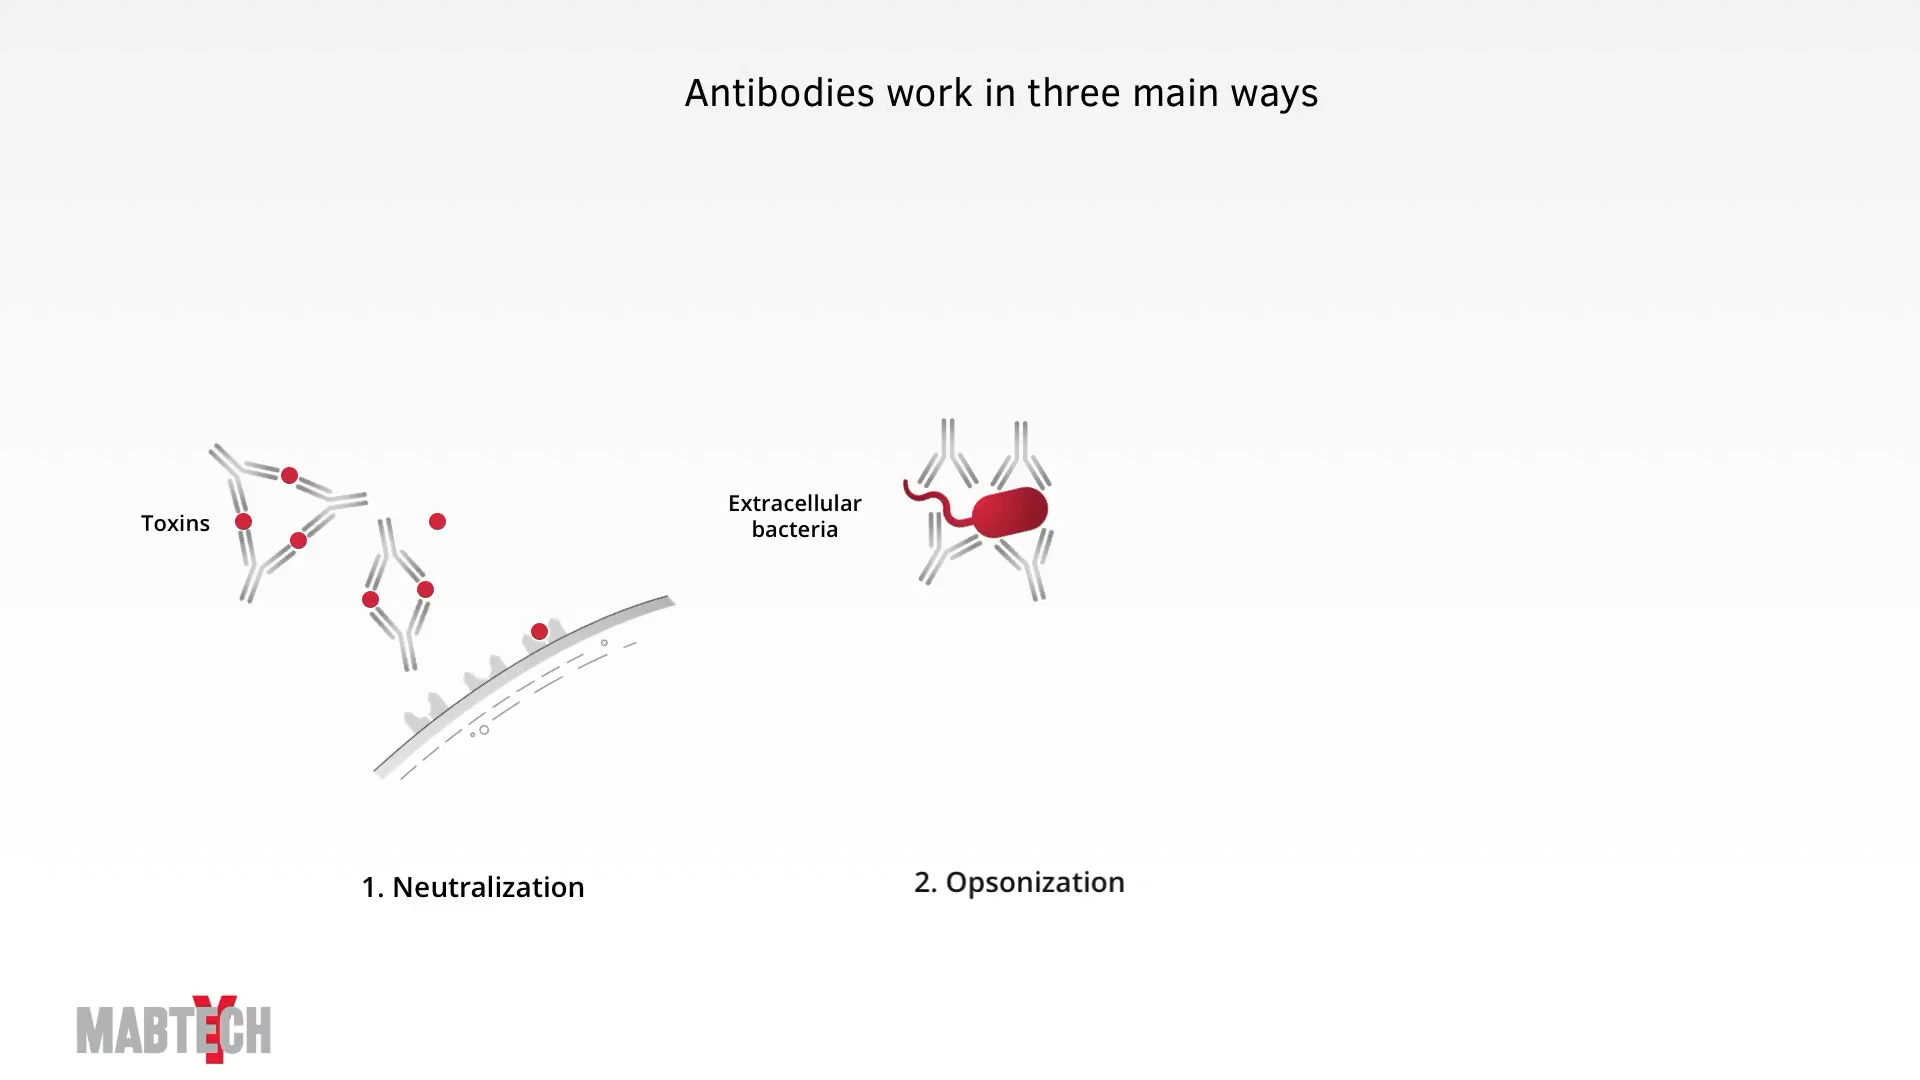 Antibodies work in three main ways
Toxins
Extracellular
bacteria
1. Neutralization
2. Opsonization
MABTECH